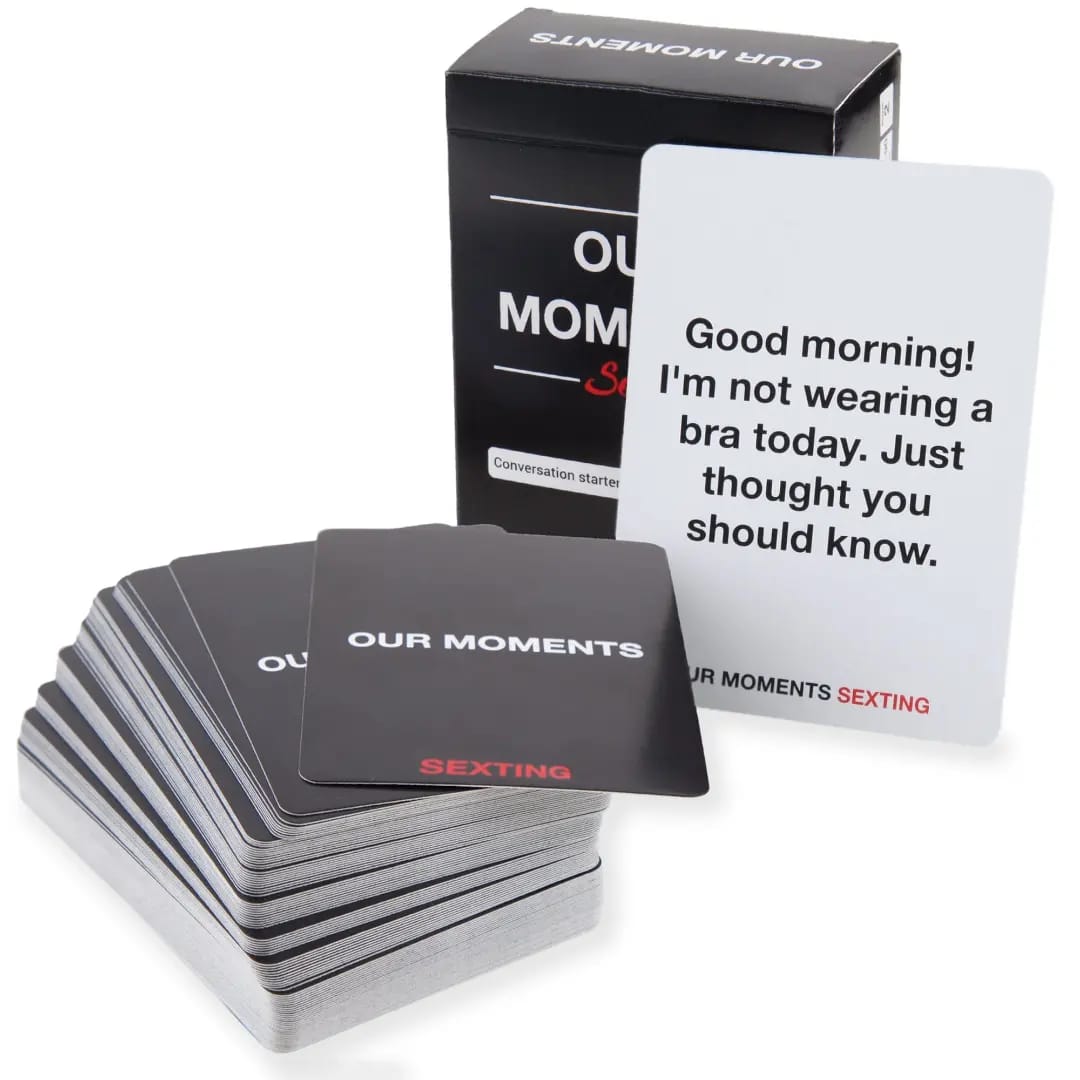 OUR MOMENTS
OU
MOM
Conversation starter
Good morning!
I'm not wearing a
bra today. Just
thought you
should know.
UR MOMENTS SEXTING
OU
OUR MOMENTS
SEXTING